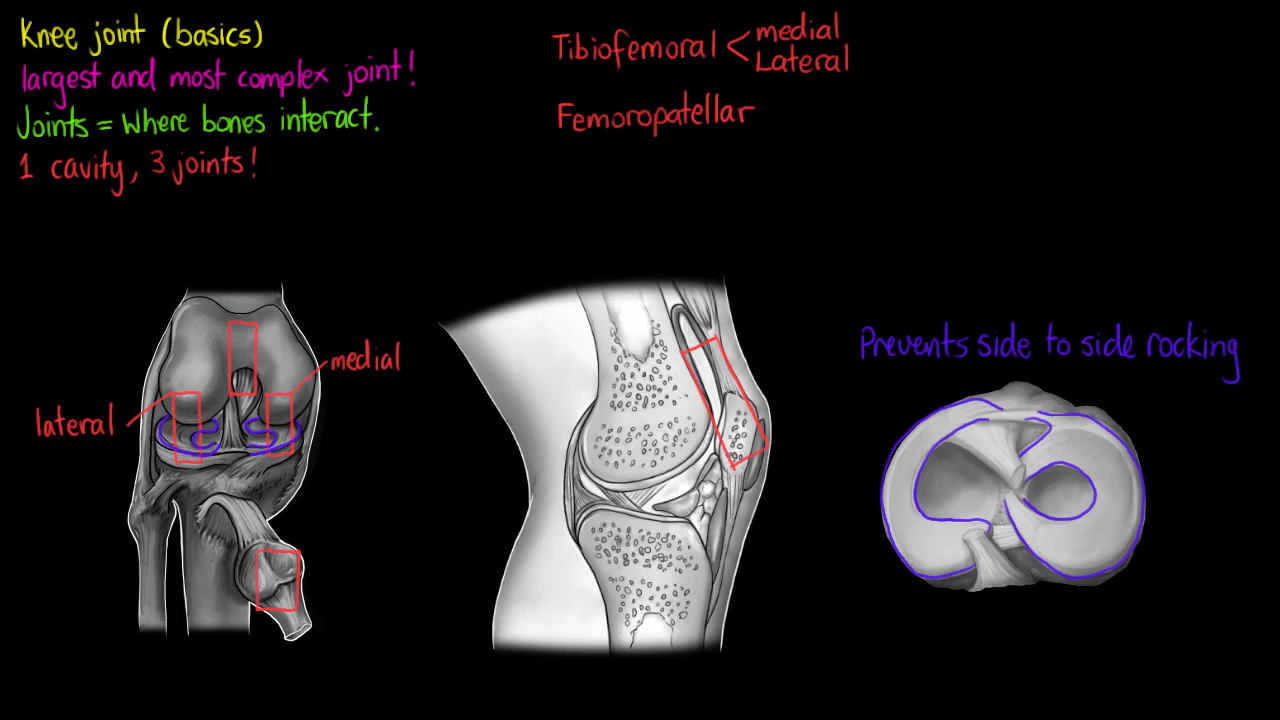 Knee joint (basics)
largest and most complex joint!
Joints = Where bones interact.
1 cavity, 3 joints!
Tibiofemoral < medial
Lateral
Femoropatellar
lateral
medial
Prevents side to side rocking